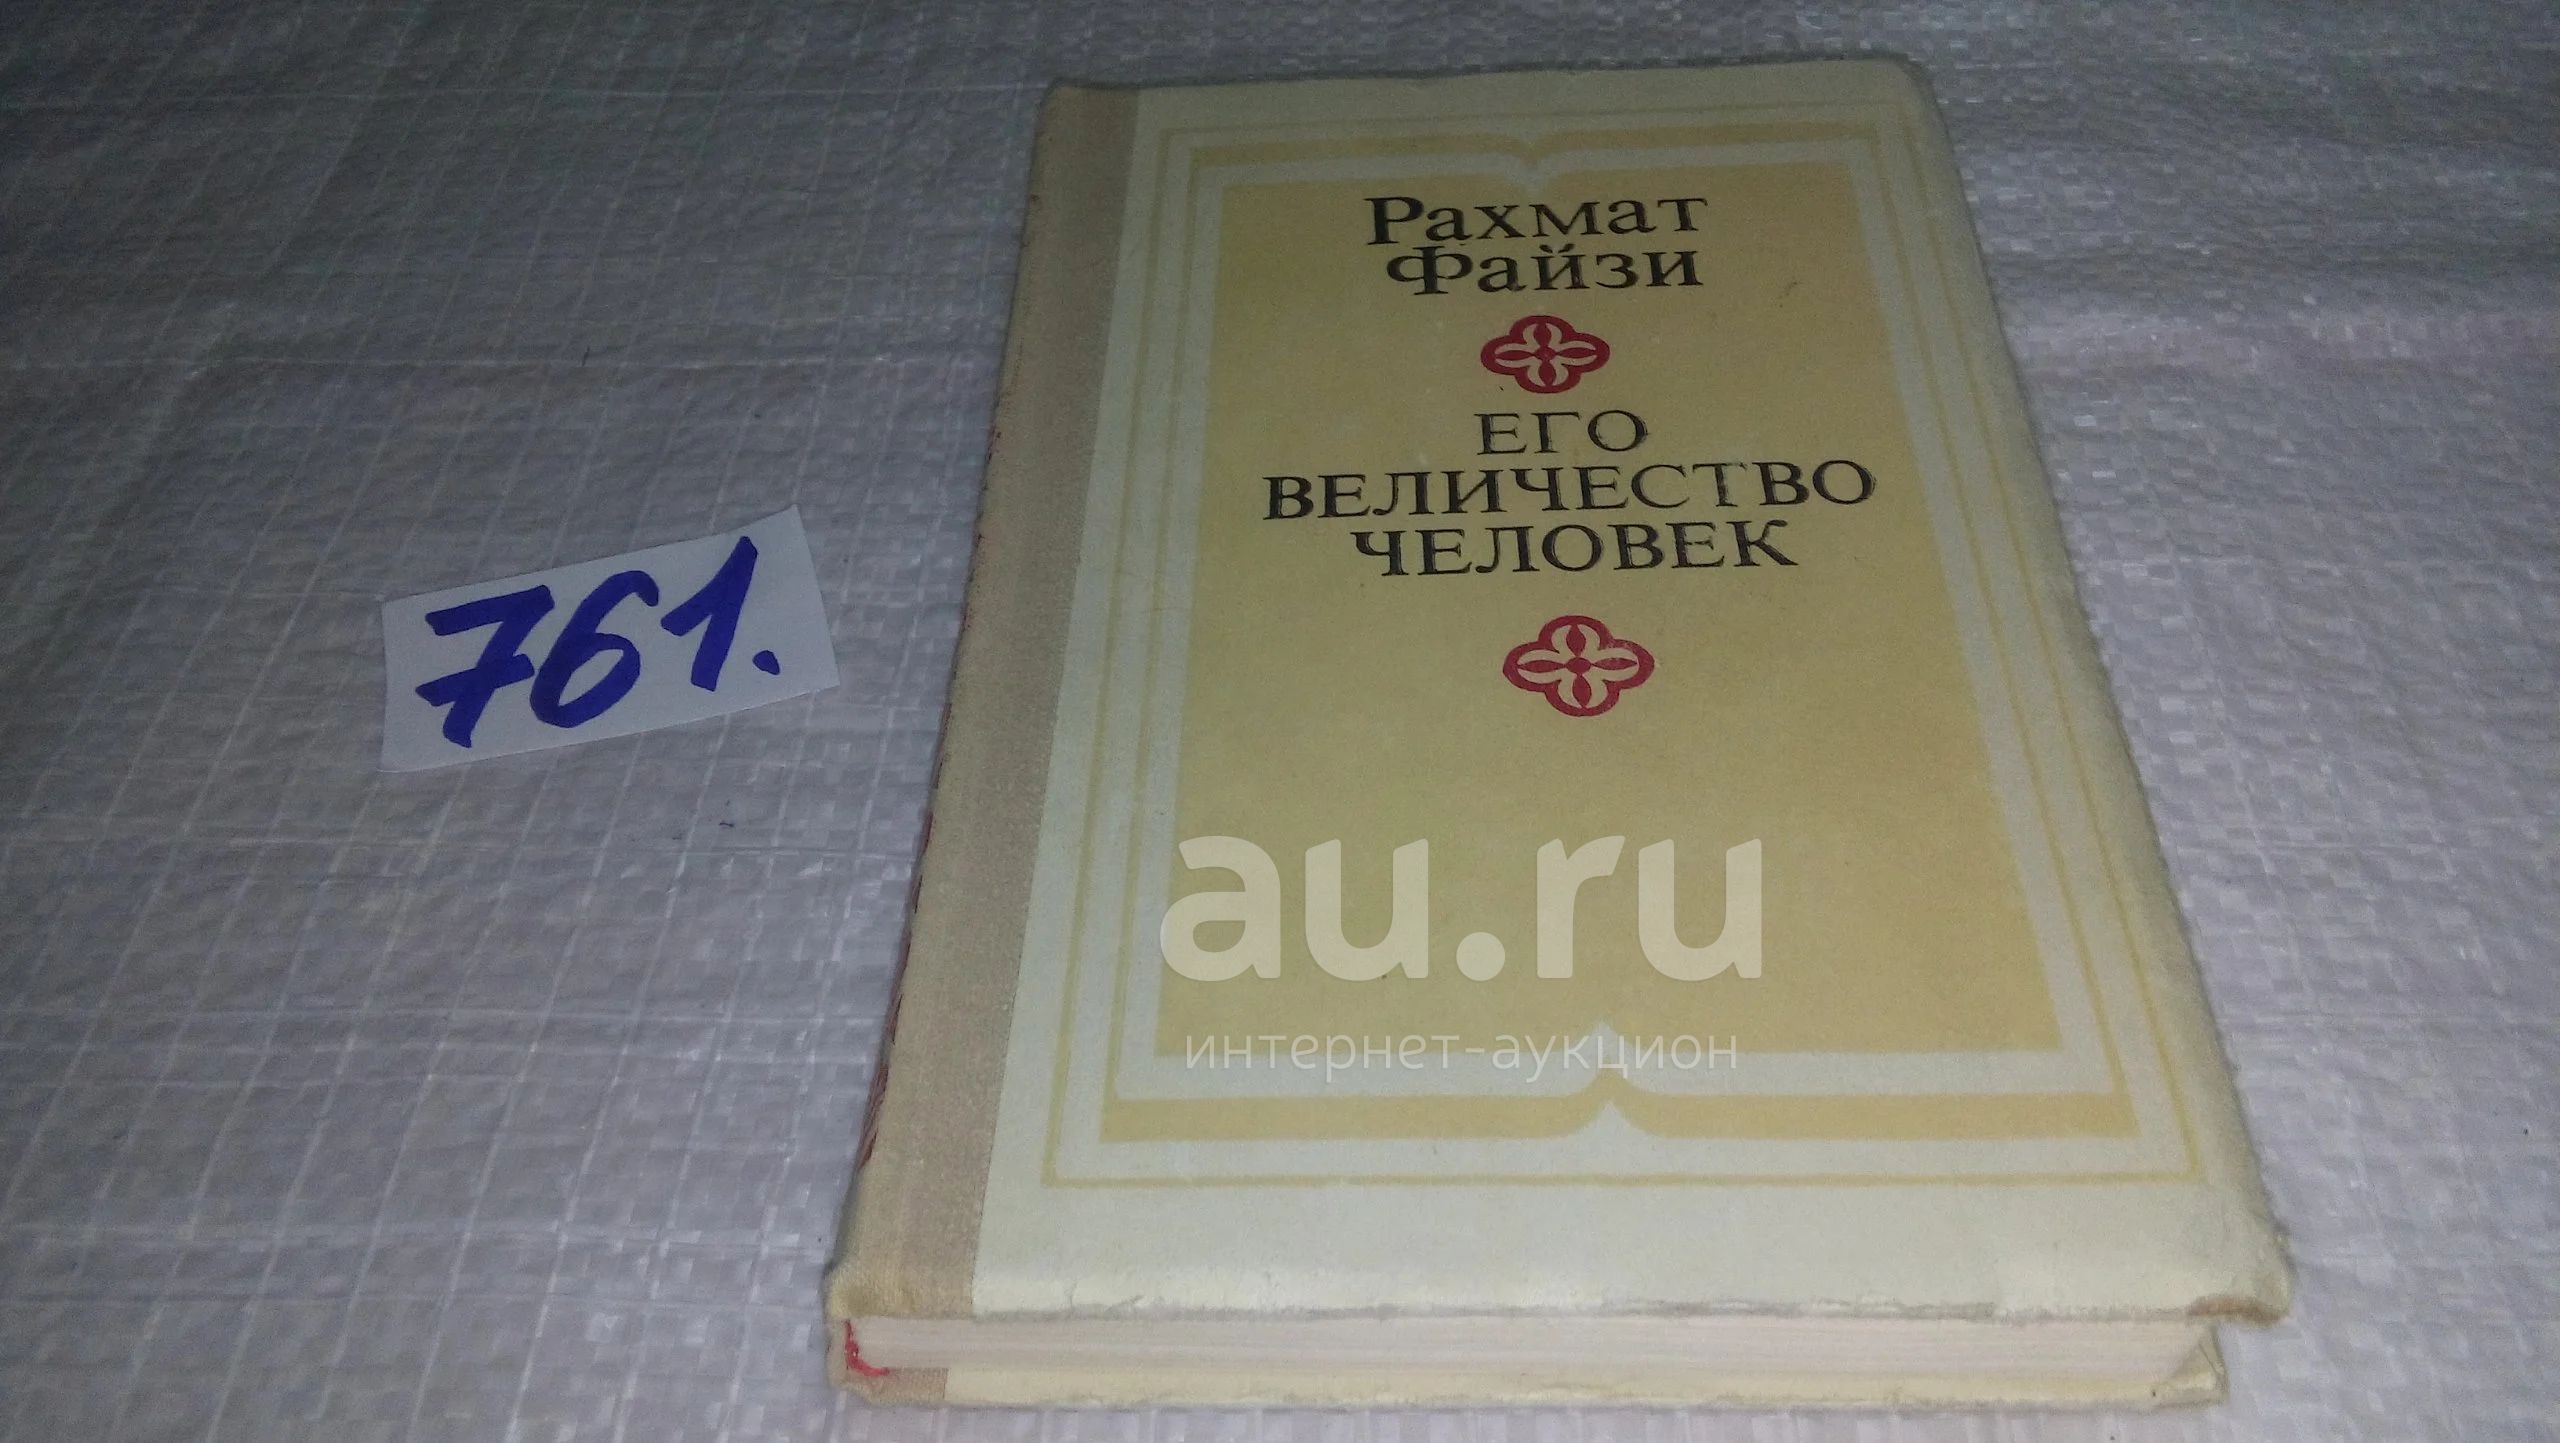 Рахмат
Файзи
ЕГО
ВЕЛИЧЕСТВО
ЧЕЛОВЕК
761.
au.ru
интернет-аукцион